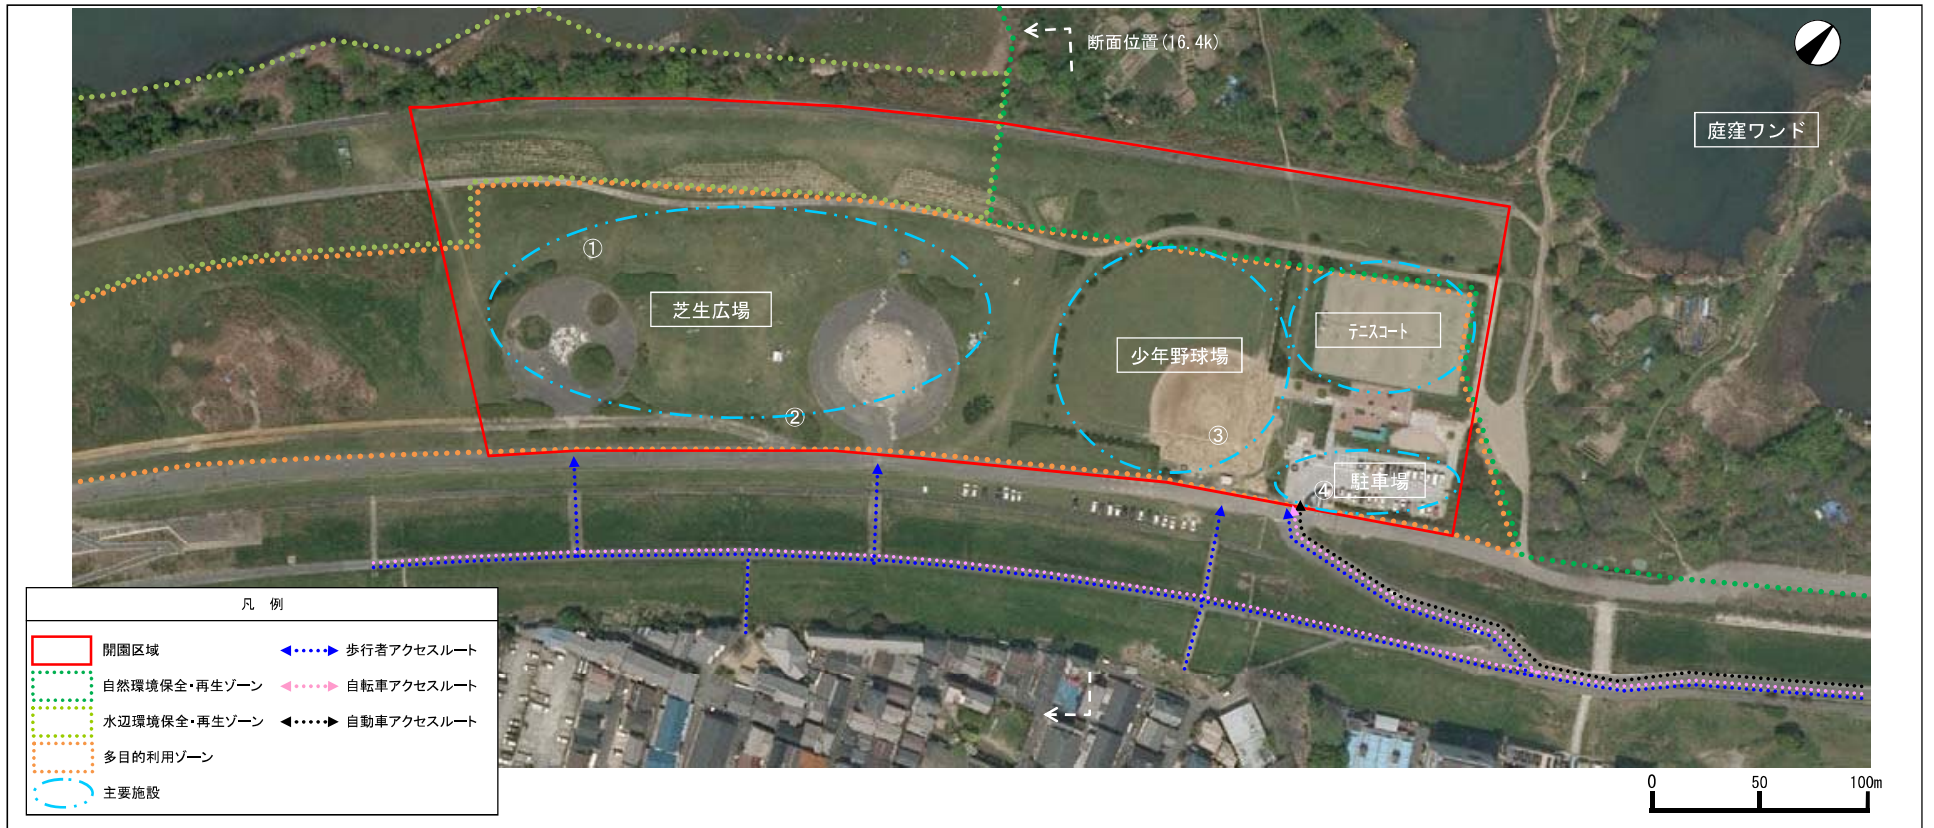 断面位置(16.4k)
庭窪ワンド
①
芝生広場
テニスコート
少年野球場
②
③
④
駐車場
凡 例
開園区域
歩行者アクセスルート
自然環境保全・再生ゾーン
自転車アクセスルート
水辺環境保全・再生ゾーン
自動車アクセスルート
多目的利用ゾーン
主要施設
0 50 100m